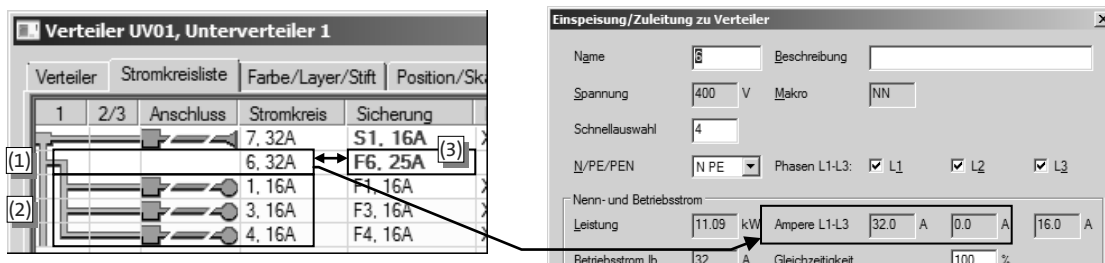 Verteiler UV01, Unterverteiler 1
Verteiler Stromkreisliste Farbe/Layer/Stift
1 2/3 Anschluss Stromkreis Sicherung
7, 32A S1, 16A
(1) 6, 32A F6, 25A (3)
1, 16A F1, 16A
(2) 3, 16A F3, 16A
4, 16A F4, 16A
Einspeisung/Zuleitung zu Verteiler
Name 6 Beschreibung
Spannung 400 V Makro NN
Schnellauswahl 4
N/PE/PEN N PE Phasen L1-L3: L1 L2 L3
Nenn- und Betriebsstrom
Leistung 11.09 kW Ampere L1-L3 32.0 A 0.0 A 16.0 A
Betriebsstrom Ib 32 A Gleichzeitigkeit 100 %